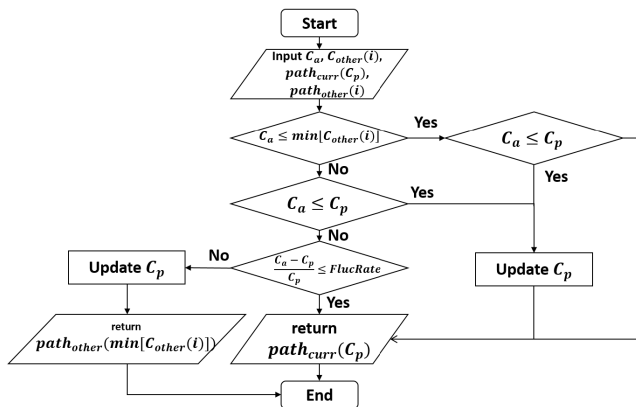 Start
Input C_a, C_other(i),
path_curr(C_p),
path_other(i)
C_a ≤ min[C_other(i)]
Yes
C_a ≤ C_p
No
Yes
Yes
C_a ≤ C_p
No
No
Update C_p
(C_a − C_p)/C_p ≤ FlucRate
Update C_p
Yes
return
path_other(min[C_other(i)])
return
path_curr(C_p)
End